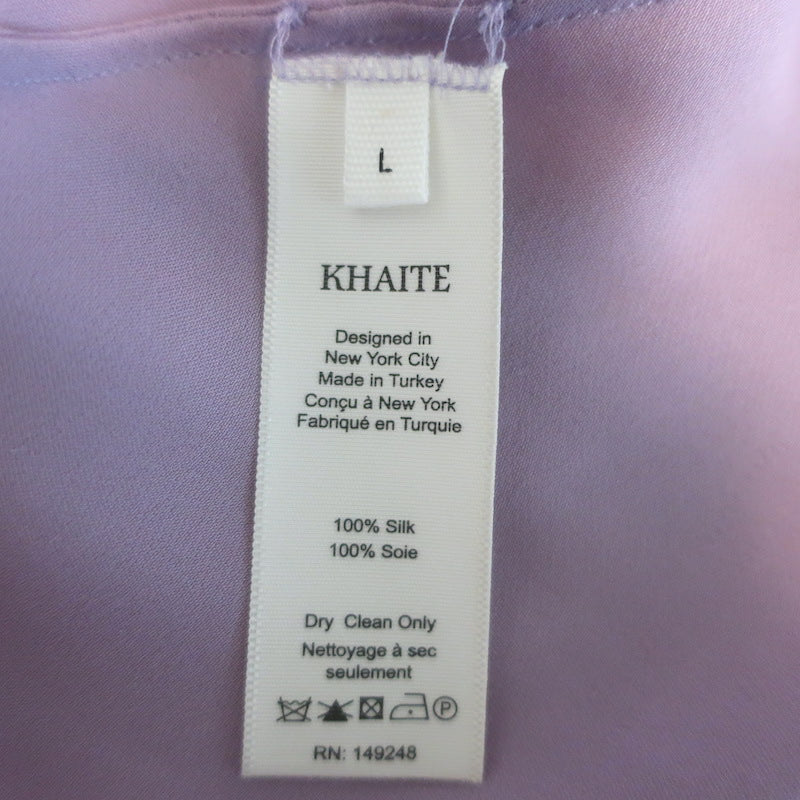 L
KHAITE
Designed in
New York City
Made in Turkey
Conçu à New York
Fabriqué en Turquie
100% Silk
100% Soie
Dry Clean Only
Nettoyage à sec
seulement
P
RN: 149248